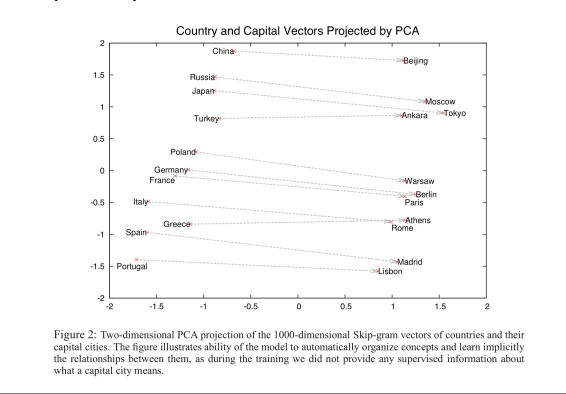 Country and Capital Vectors Projected by PCA
2
China
Beijing
1.5
Russia
Japan
Moscow
1
Tokyo
Turkey
Ankara
0.5
Poland
0
Germany
France
Warsaw
Berlin
-0.5
Italy
Paris
Greece
Athens
Rome
-1
Spain
Madrid
-1.5
Portugal
Lisbon
-2
-2 -1.5 -1 -0.5 0 0.5 1 1.5 2
Figure 2: Two-dimensional PCA projection of the 1000-dimensional Skip-gram vectors of countries and their
capital cities. The figure illustrates ability of the model to automatically organize concepts and learn implicitly
the relationships between them, as during the training we did not provide any supervised information about
what a capital city means.